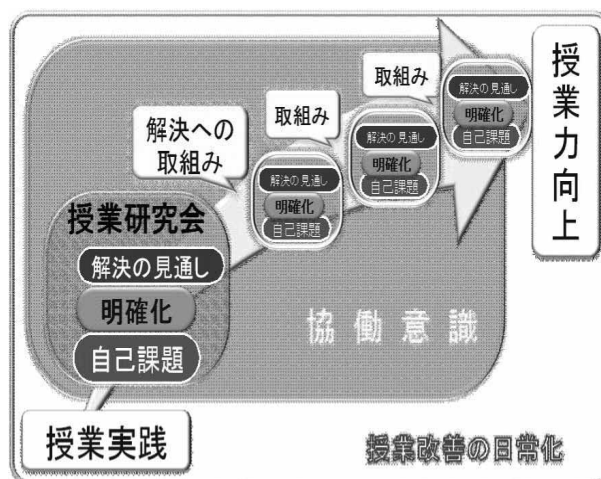 授業力向上
取組み
解決の見通し
明確化
自己課題
取組み
解決の見通し
明確化
自己課題
解決への
取組み
解決の見通し
明確化
自己課題
授業研究会
解決の見通し
明確化
自己課題
協働意識
授業実践
授業改善の日常化